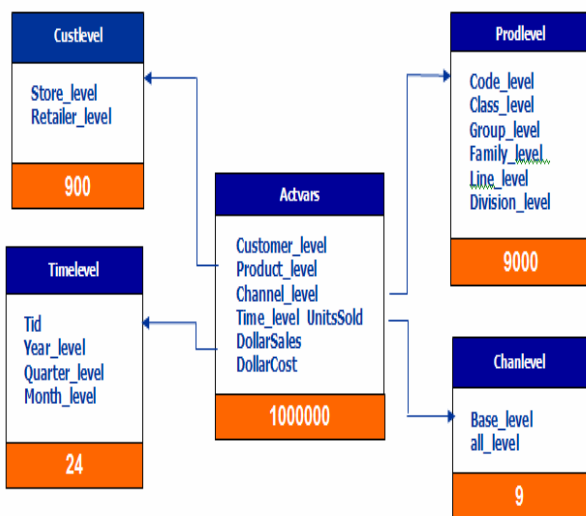 Custlevel
Store_level
Retailer_level
900
Prodlevel
Code_level
Class_level
Group_level
Family_level
Line_level
Division_level
9000
Actvars
Customer_level
Product_level
Channel_level
Time_level UnitsSold
DollarSales
DollarCost
1000000
Timelevel
Tid
Year_level
Quarter_level
Month_level
24
Chanlevel
Base_level
all_level
9